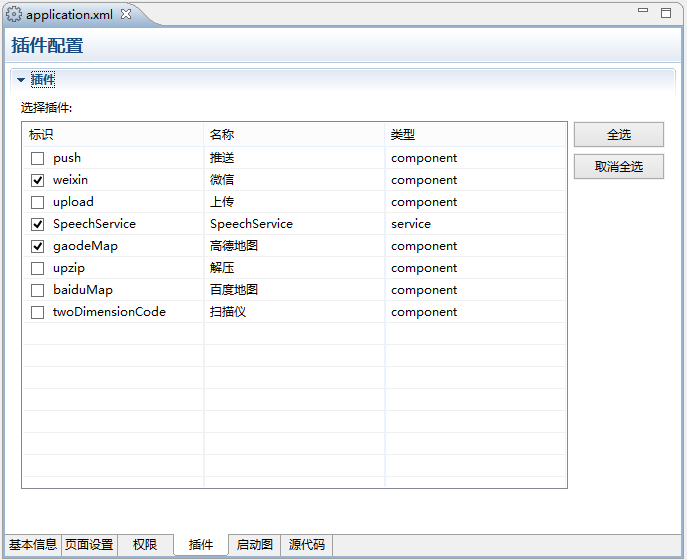 application.xml
插件配置
插件
选择插件:
标识 名称 类型
push 推送 component
weixin 微信 component
upload 上传 component
SpeechService SpeechService service
gaodeMap 高德地图 component
upzip 解压 component
baiduMap 百度地图 component
twoDimensionCode 扫描仪 component
全选
取消全选
基本信息 页面设置 权限 插件 启动图 源代码